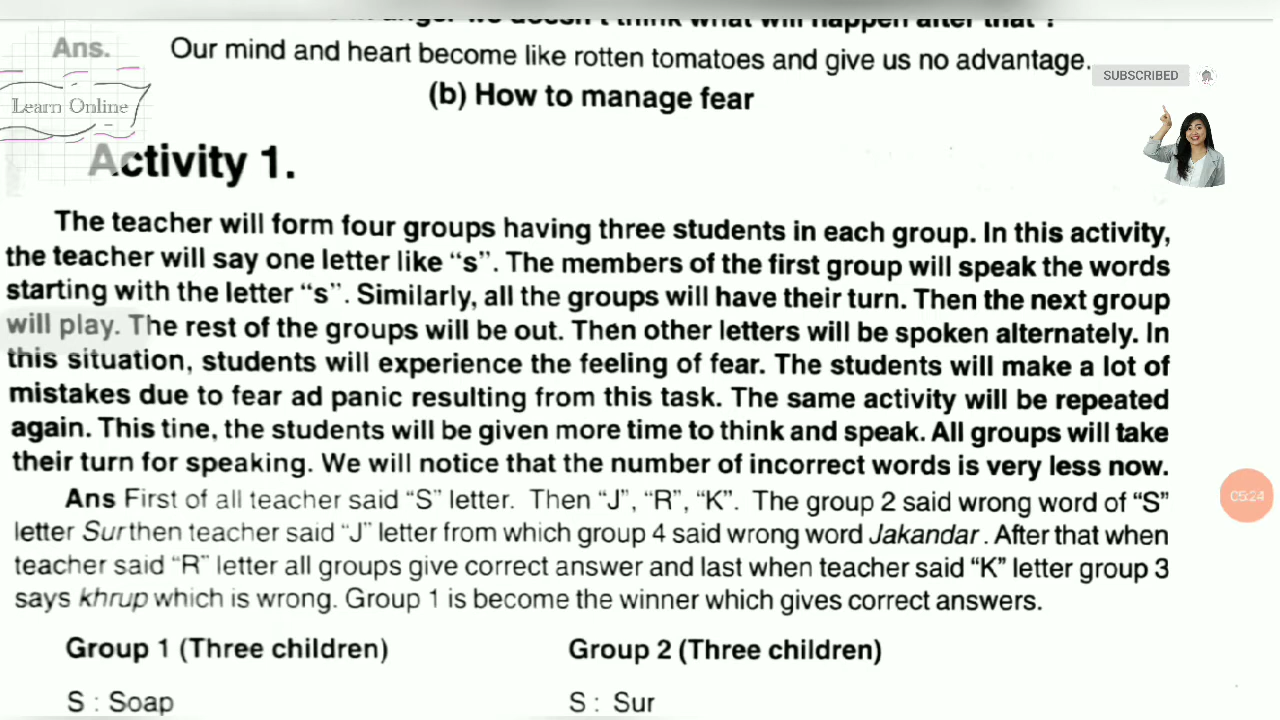 we doesn't think what will happen after that ?
Ans. Our mind and heart become like rotten tomatoes and give us no advantage.
SUBSCRIBED
Learn Online
(b) How to manage fear
Activity 1.
The teacher will form four groups having three students in each group. In this activity,
the teacher will say one letter like “s”. The members of the first group will speak the words
starting with the letter “s”. Similarly, all the groups will have their turn. Then the next group
will play. The rest of the groups will be out. Then other letters will be spoken alternately. In
this situation, students will experience the feeling of fear. The students will make a lot of
mistakes due to fear ad panic resulting from this task. The same activity will be repeated
again. This tine, the students will be given more time to think and speak. All groups will take
their turn for speaking. We will notice that the number of incorrect words is very less now.
05:24
Ans First of all teacher said “S” letter. Then “J”, “R”, “K”. The group 2 said wrong word of “S”
letter Sur then teacher said “J” letter from which group 4 said wrong word Jakandar. After that when
teacher said “R” letter all groups give correct answer and last when teacher said “K” letter group 3
says khrup which is wrong. Group 1 is become the winner which gives correct answers.
Group 1 (Three children) Group 2 (Three children)
S : Soap S : Sur